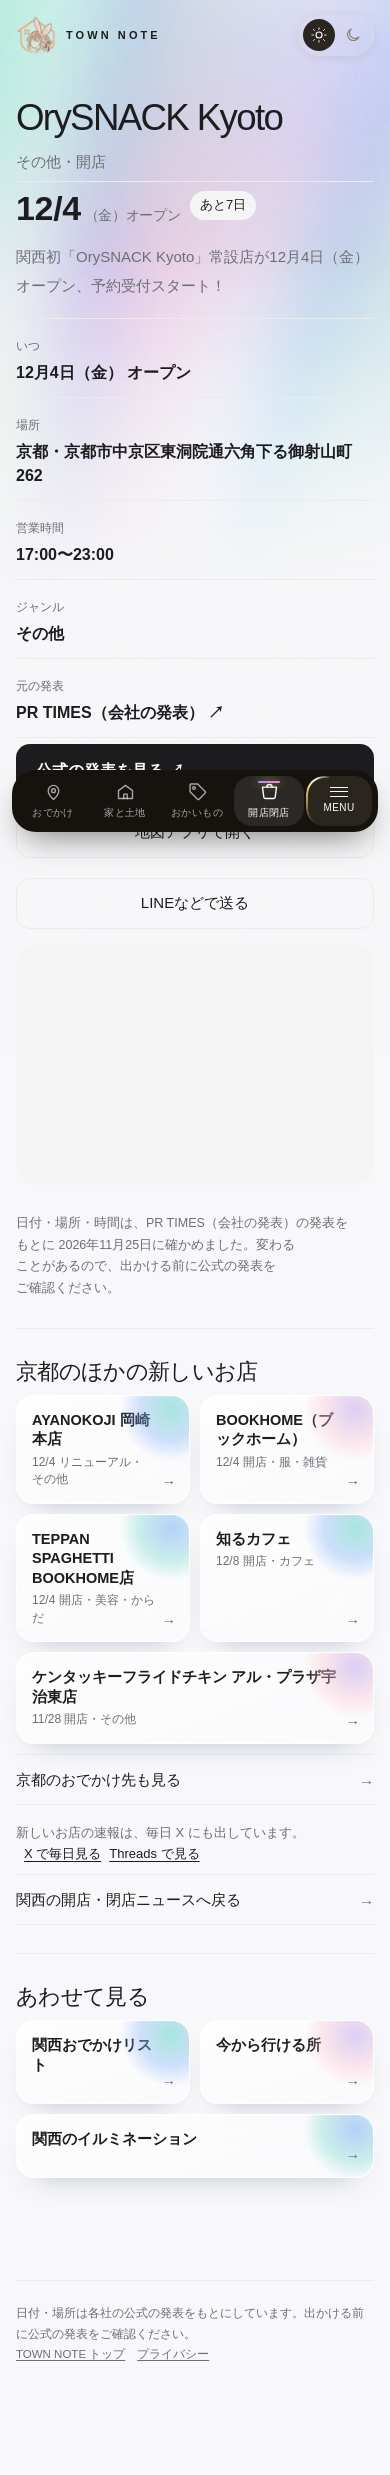 TOWN NOTE
OrySNACK Kyoto
その他・開店
12/4 （金）オープン あと7日
関西初「OrySNACK Kyoto」常設店が12月4日（金）
オープン、予約受付スタート！
いつ
12月4日（金） オープン
場所
京都・京都市中京区東洞院通六角下る御射山町
262
営業時間
17:00〜23:00
ジャンル
その他
元の発表
PR TIMES（会社の発表） ↗
公式の発表を見る ↗
おでかけ 家と土地 おかいもの 開店閉店 MENU
地図アプリで開く
LINEなどで送る
日付・場所・時間は、PR TIMES（会社の発表）の発表を
もとに 2026年11月25日に確かめました。変わる
ことがあるので、出かける前に公式の発表を
ご確認ください。
京都のほかの新しいお店
AYANOKOJI 岡崎
本店
12/4 リニューアル・
その他
→
BOOKHOME（ブ
ックホーム）
12/4 開店・服・雑貨
→
TEPPAN
SPAGHETTI
BOOKHOME店
12/4 開店・美容・から
だ
→
知るカフェ
12/8 開店・カフェ
→
ケンタッキーフライドチキン アル・プラザ宇
治東店
11/28 開店・その他
→
京都のおでかけ先も見る →
新しいお店の速報は、毎日 X にも出しています。
X で毎日見る Threads で見る
関西の開店・閉店ニュースへ戻る →
あわせて見る
関西おでかけリス
ト
→
今から行ける所
→
関西のイルミネーション
→
日付・場所は各社の公式の発表をもとにしています。出かける前
に公式の発表をご確認ください。
TOWN NOTE トップ プライバシー